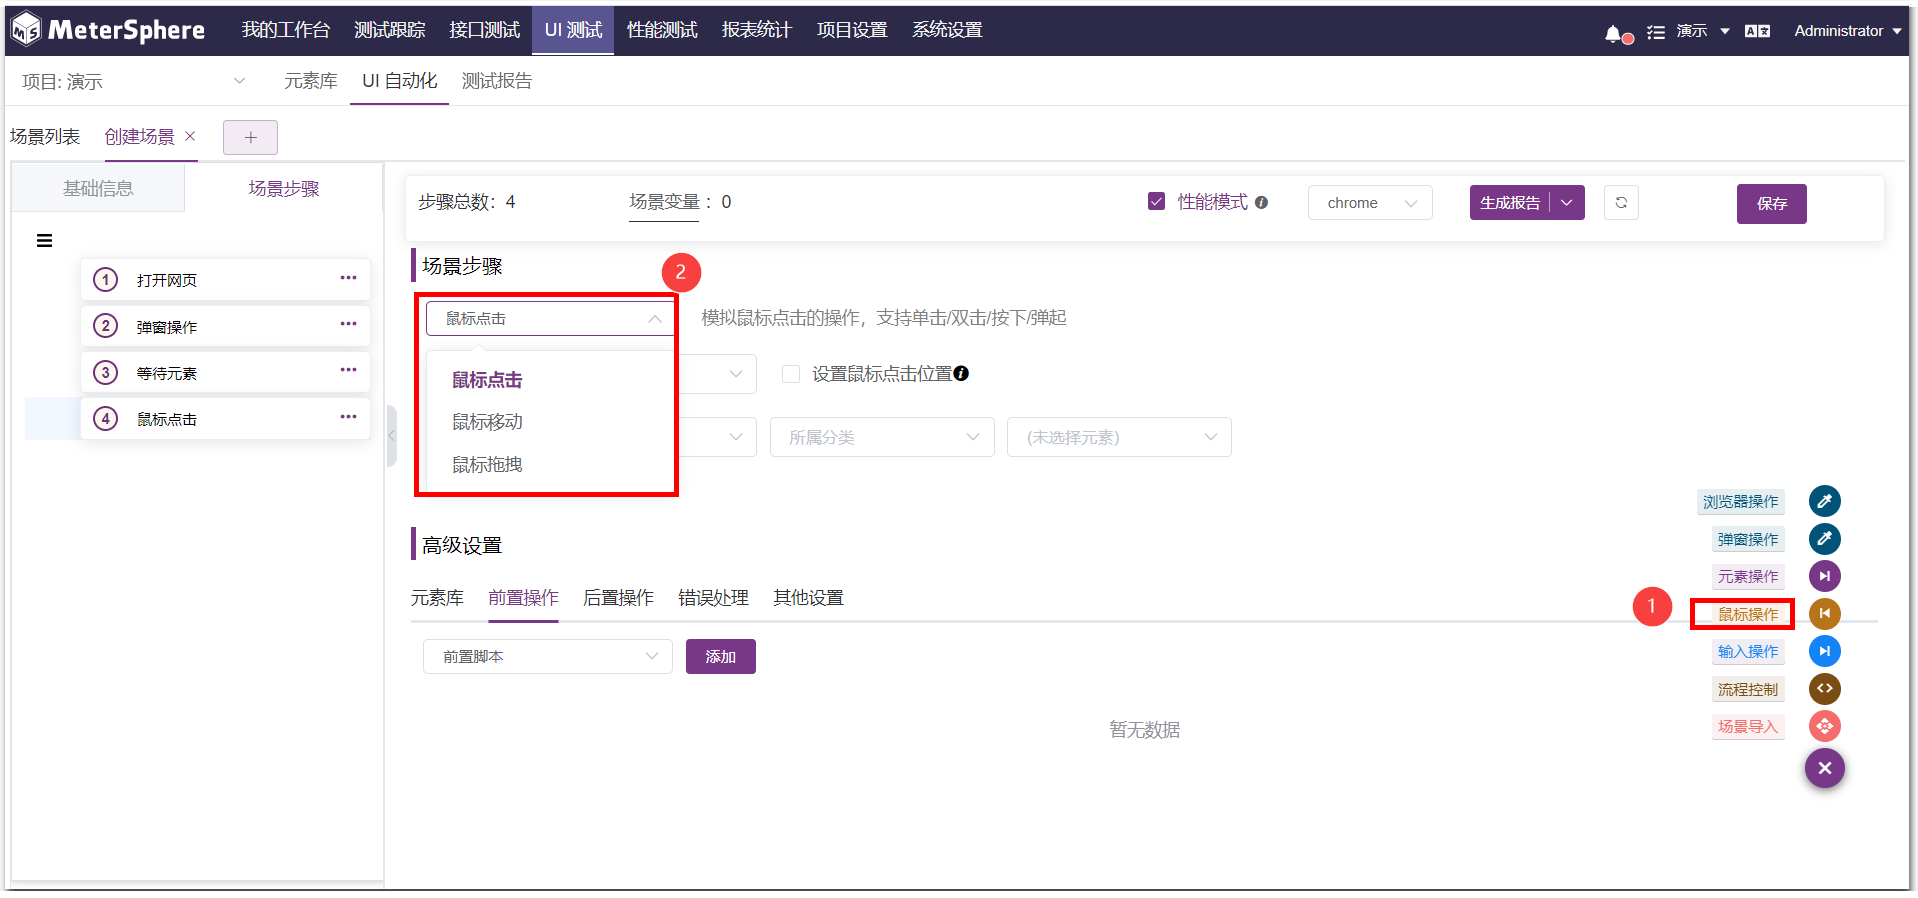 MeterSphere 我的工作台 测试跟踪 接口测试 UI 测试 性能测试 报表统计 项目设置 系统设置 演示 Administrator
项目: 演示 元素库 UI 自动化 测试报告
场景列表 创建场景 × +
基础信息 场景步骤
步骤总数：4 场景变量 ： 0 性能模式 chrome 生成报告 保存
1 打开网页 ···
2 弹窗操作 ···
3 等待元素 ···
4 鼠标点击 ···
场景步骤
2
鼠标点击 模拟鼠标点击的操作，支持单击/双击/按下/弹起
鼠标点击
鼠标移动
鼠标拖拽
设置鼠标点击位置
所属分类 (未选择元素)
高级设置
元素库 前置操作 后置操作 错误处理 其他设置
前置脚本 添加
暂无数据
浏览器操作
弹窗操作
元素操作
1 鼠标操作
输入操作
流程控制
场景导入